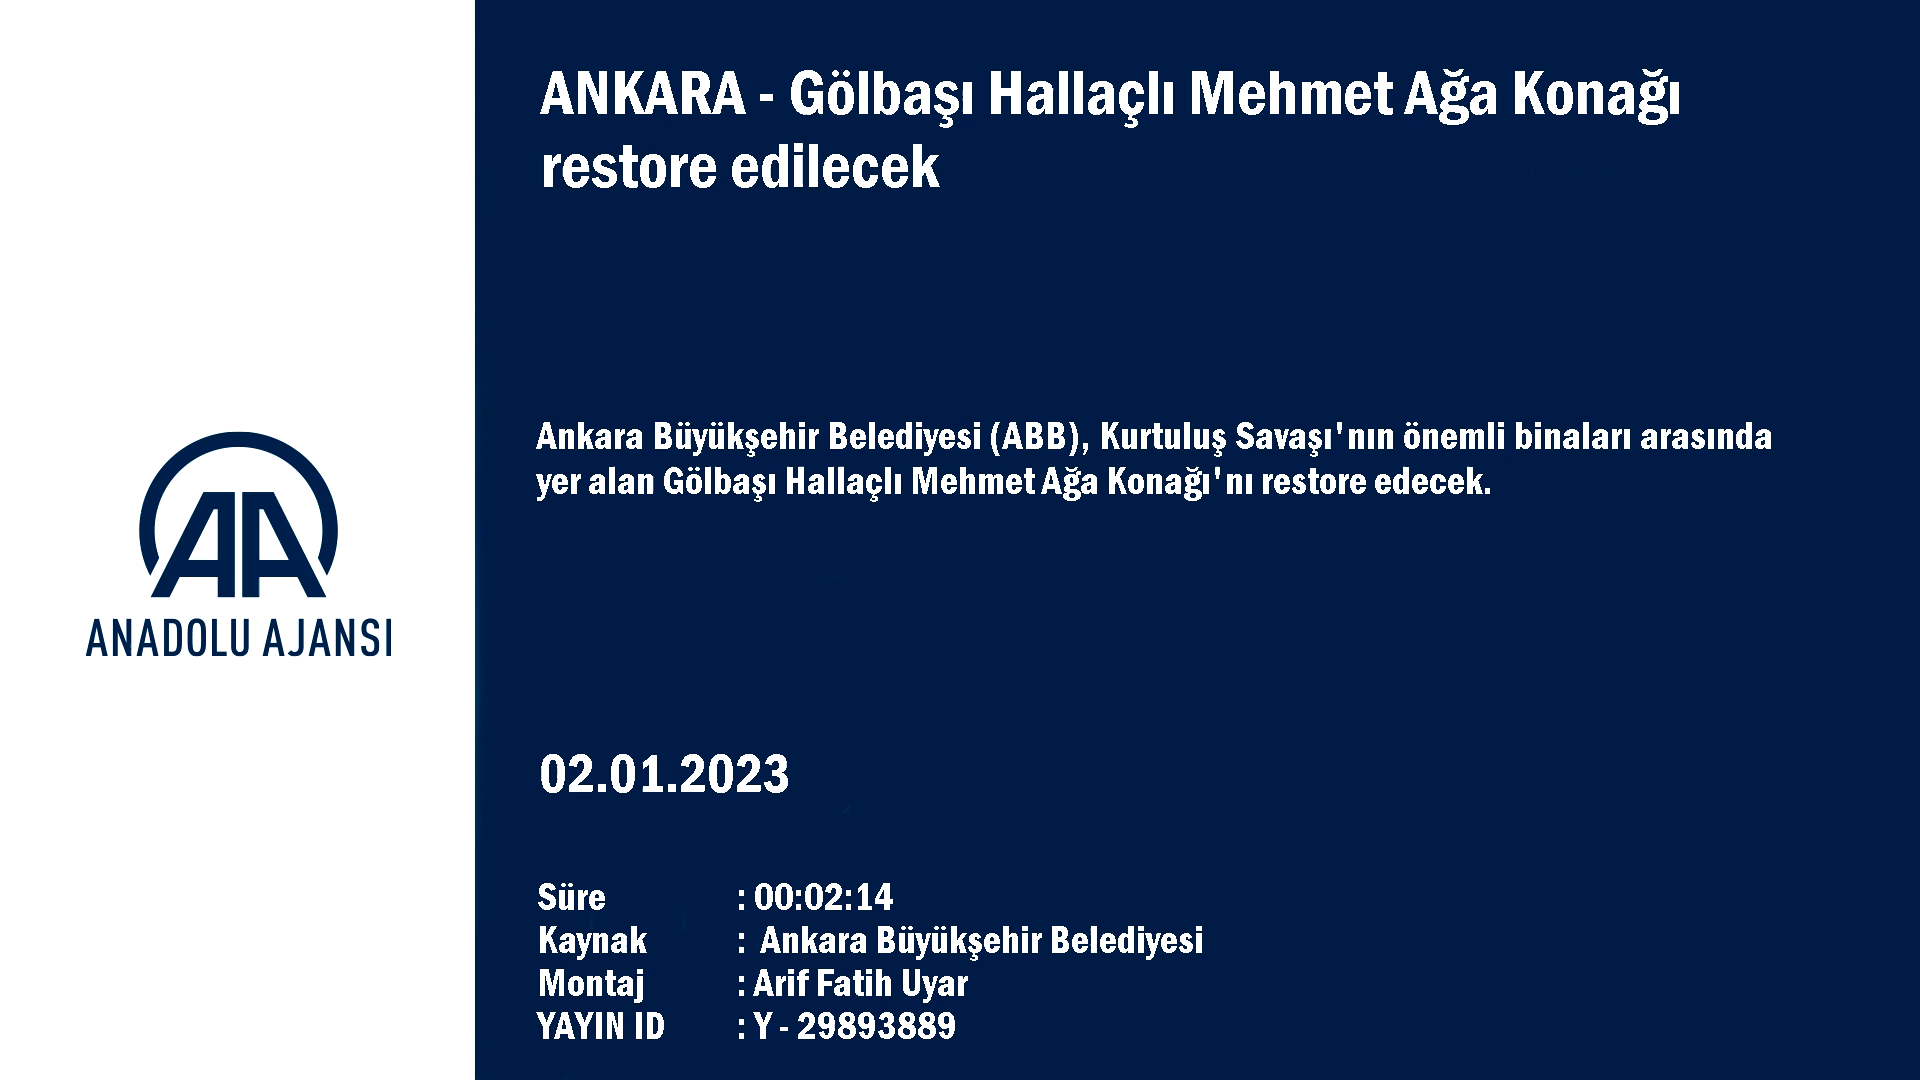 ANKARA - Gölbaşı Hallaçlı Mehmet Ağa Konağı
restore edilecek
Ankara Büyükşehir Belediyesi (ABB), Kurtuluş Savaşı'nın önemli binaları arasında
yer alan Gölbaşı Hallaçlı Mehmet Ağa Konağı'nı restore edecek.
AA
ANADOLU AJANSI
02.01.2023
Süre : 00:02:14
Kaynak : Ankara Büyükşehir Belediyesi
Montaj : Arif Fatih Uyar
YAYIN ID : Y - 29893889